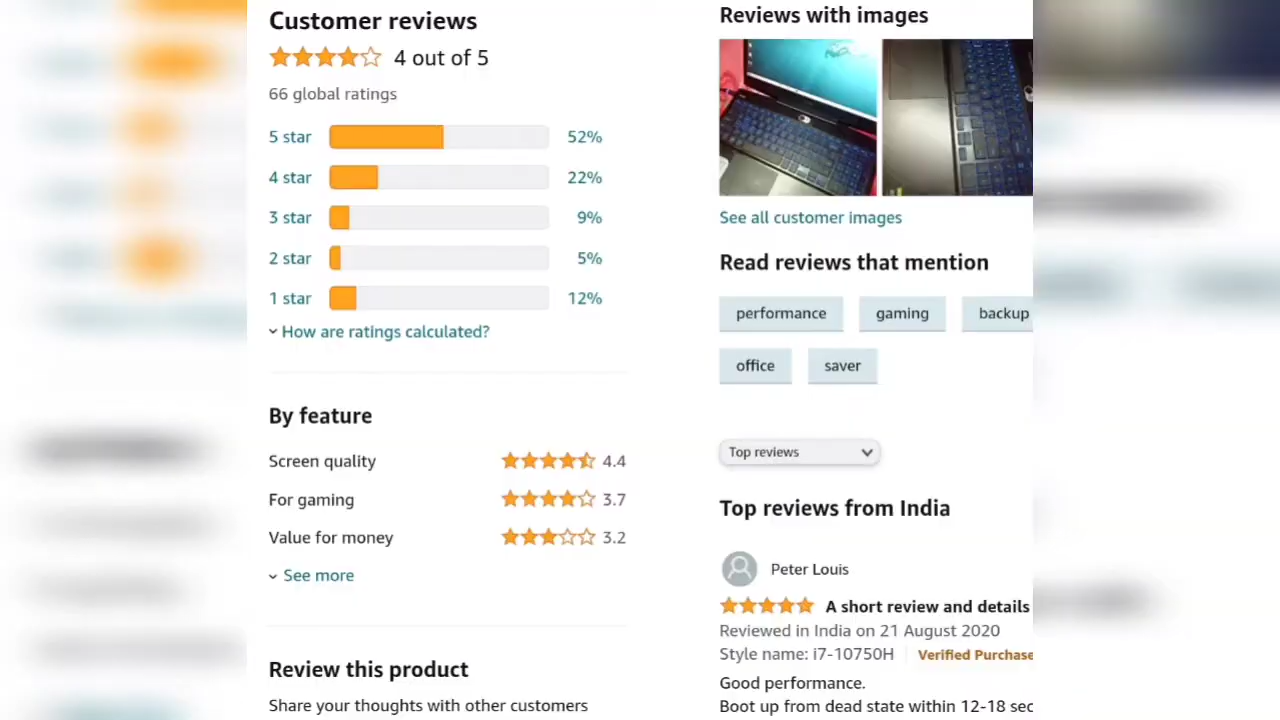 Customer reviews
4 out of 5
66 global ratings
5 star 52%
4 star 22%
3 star 9%
2 star 5%
1 star 12%
How are ratings calculated?
By feature
Screen quality 4.4
For gaming 3.7
Value for money 3.2
See more
Review this product
Share your thoughts with other customers
Reviews with images
See all customer images
Read reviews that mention
performance gaming backup
office saver
Top reviews
Top reviews from India
Peter Louis
A short review and details
Reviewed in India on 21 August 2020
Style name: i7-10750H Verified Purchase
Good performance.
Boot up from dead state within 12-18 sec